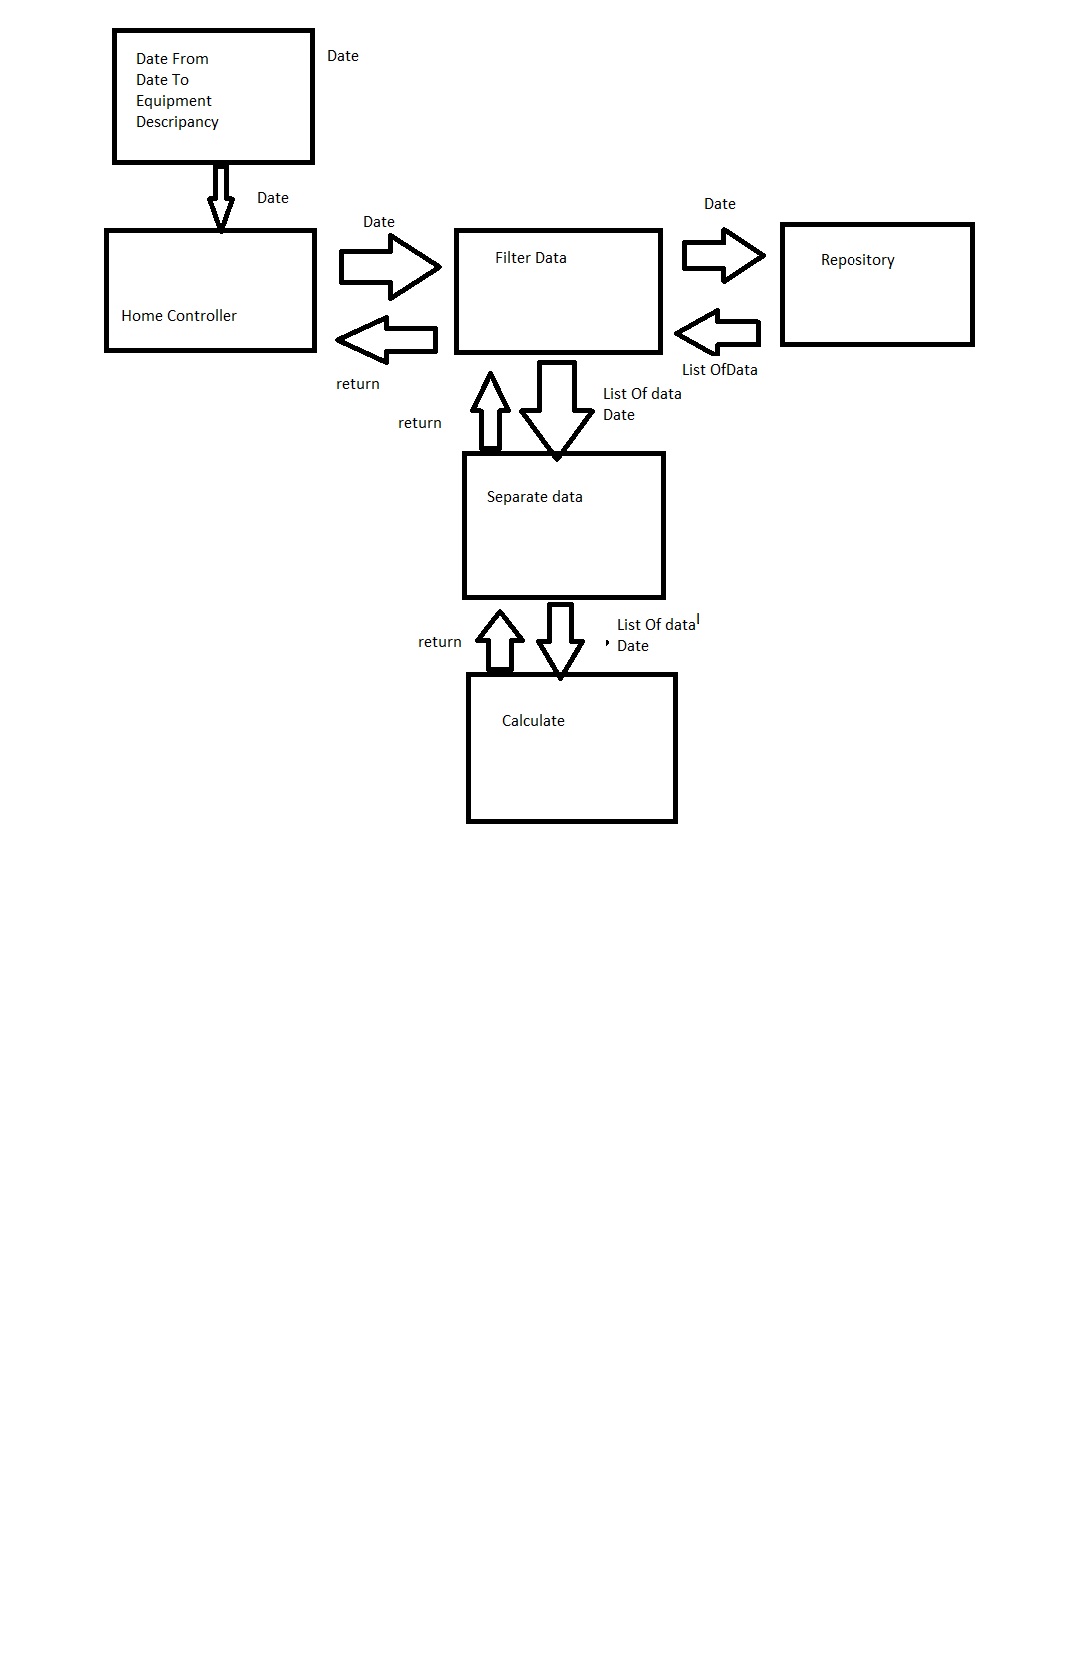 Date From
Date To
Equipment
Descripancy
Date
Date
Date
Date
Home Controller
Filter Data
Repository
return
List OfData
return
List Of data
Date
Separate data
return
List Of data
Date
Calculate